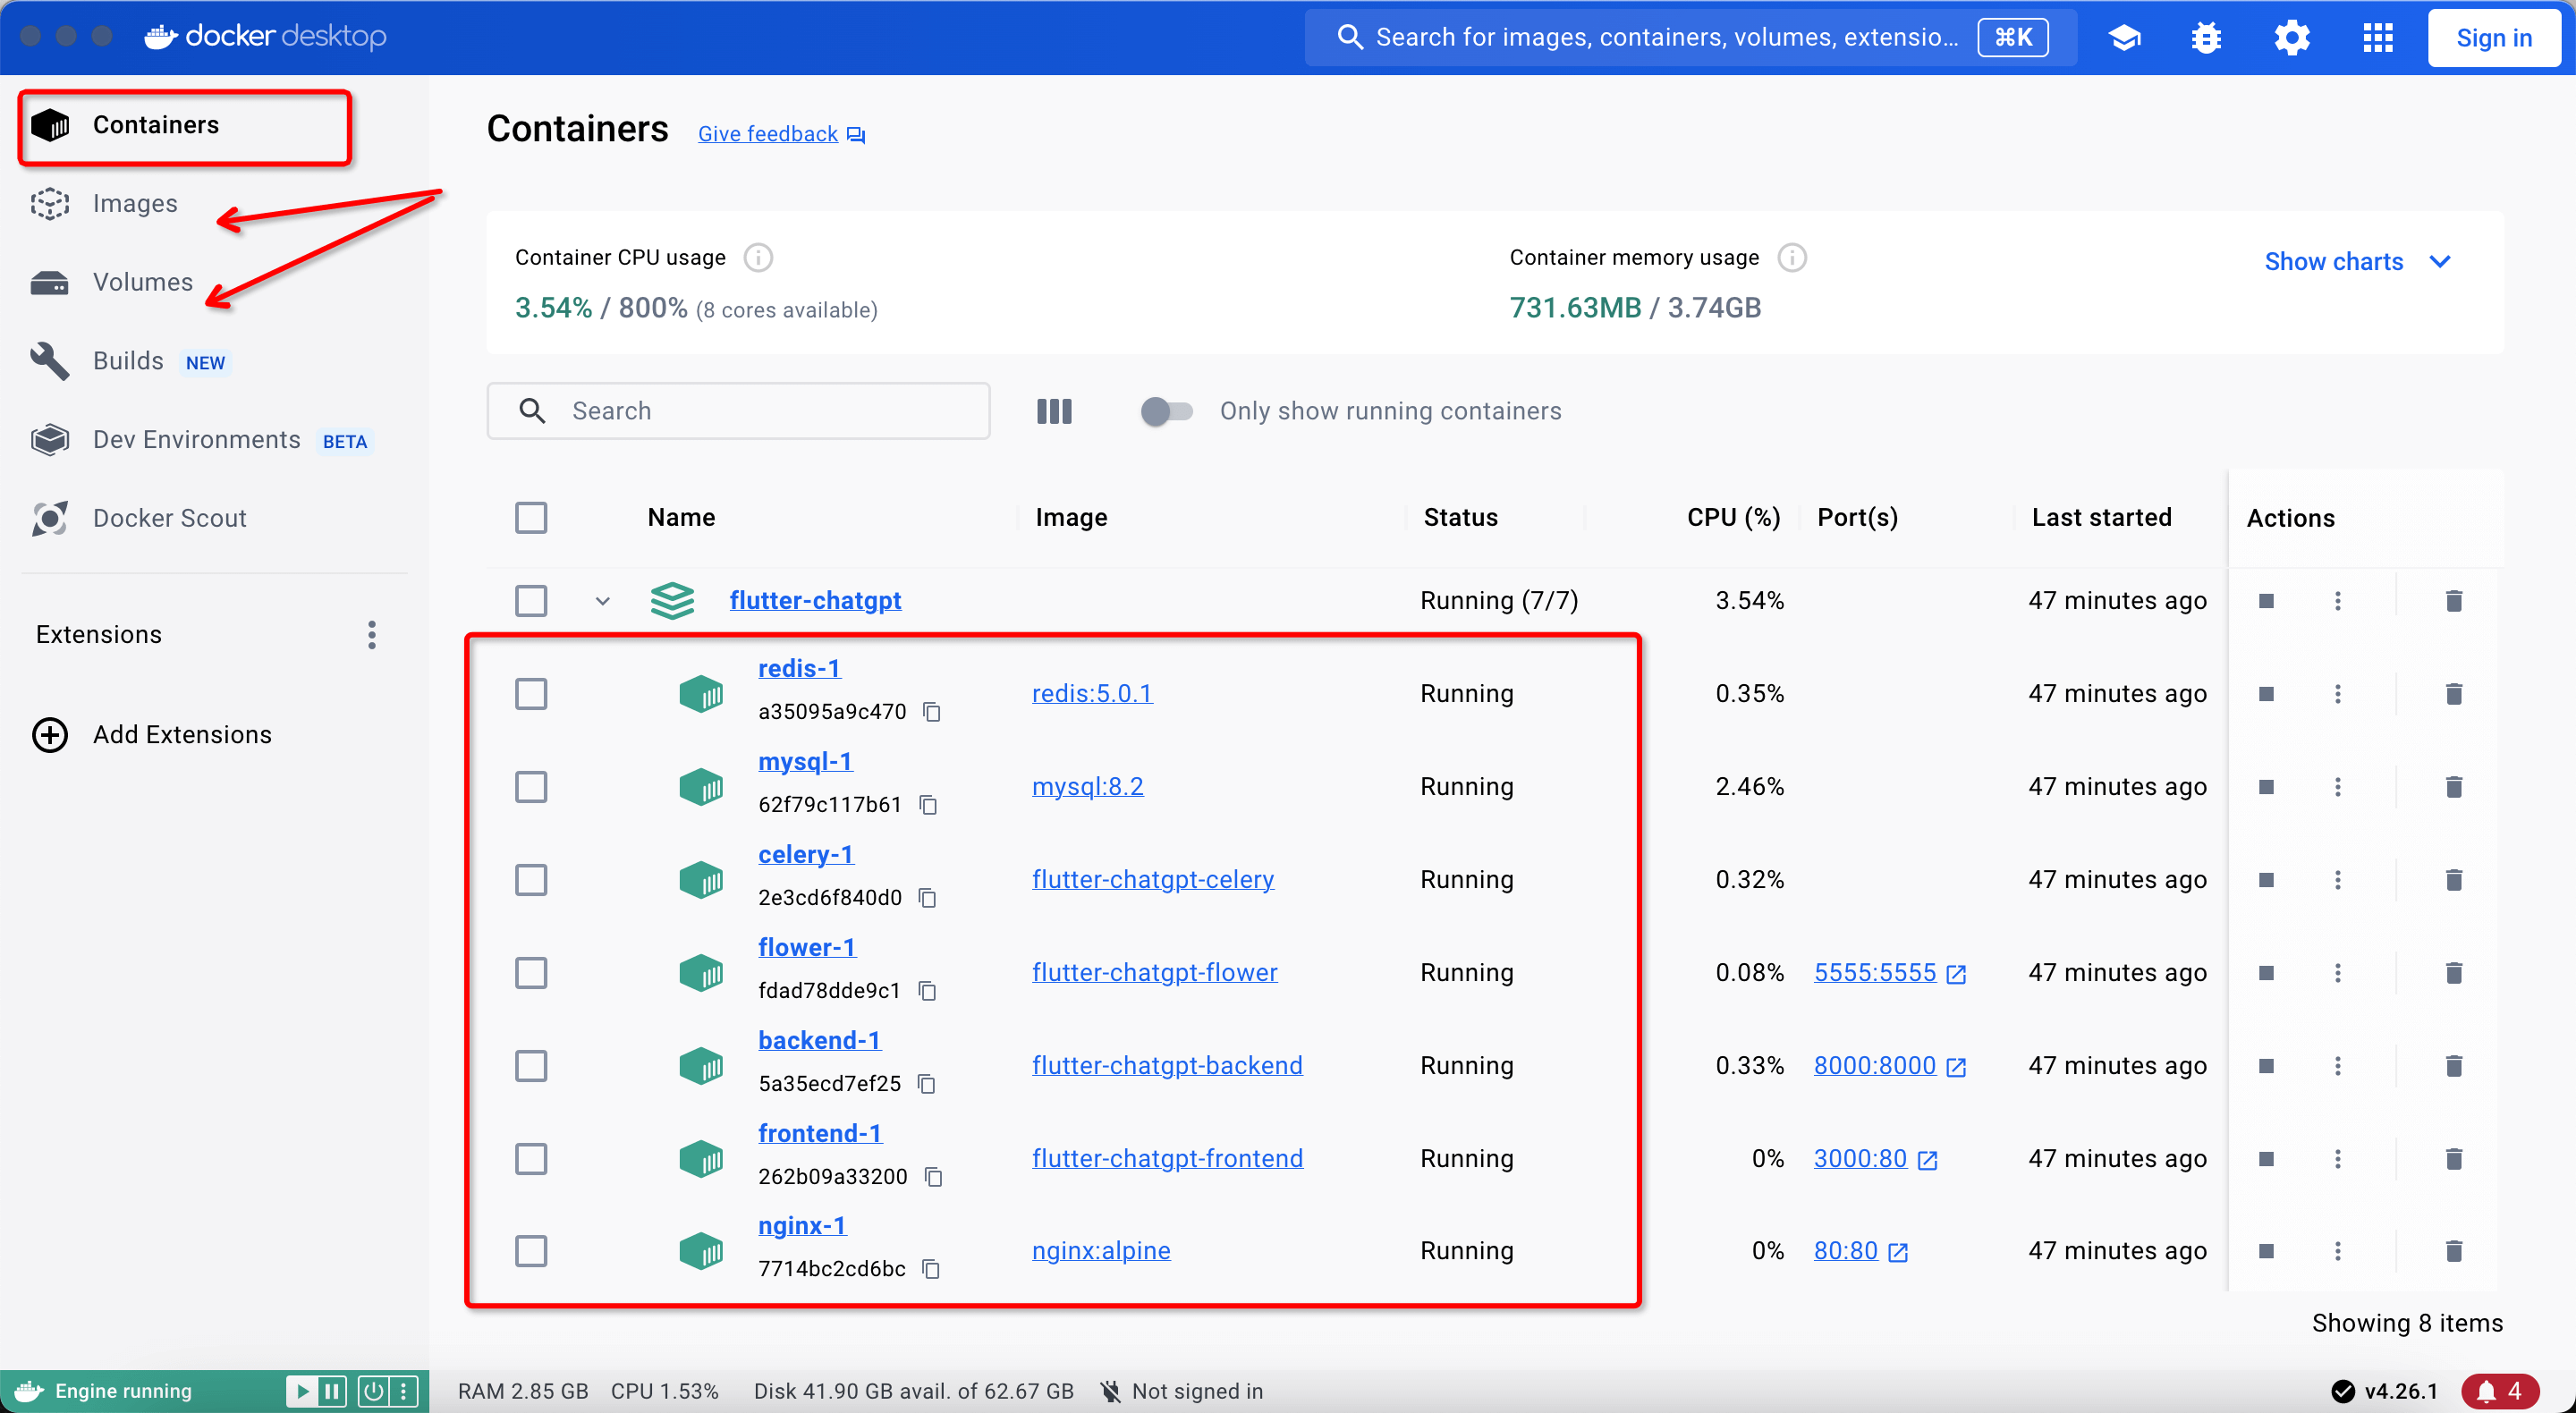 docker desktop
Search for images, containers, volumes, extensio... ⌘K
Sign in
Containers
Images
Volumes
Builds NEW
Dev Environments BETA
Docker Scout
Extensions
Add Extensions
Containers Give feedback
Container CPU usage
3.54% / 800% (8 cores available)
Container memory usage
731.63MB / 3.74GB
Show charts
Search
Only show running containers
Name Image Status CPU (%) Port(s) Last started Actions
flutter-chatgpt Running (7/7) 3.54% 47 minutes ago
redis-1
a35095a9c470
redis:5.0.1 Running 0.35% 47 minutes ago
mysql-1
62f79c117b61
mysql:8.2 Running 2.46% 47 minutes ago
celery-1
2e3cd6f840d0
flutter-chatgpt-celery Running 0.32% 47 minutes ago
flower-1
fdad78dde9c1
flutter-chatgpt-flower Running 0.08% 5555:5555 47 minutes ago
backend-1
5a35ecd7ef25
flutter-chatgpt-backend Running 0.33% 8000:8000 47 minutes ago
frontend-1
262b09a33200
flutter-chatgpt-frontend Running 0% 3000:80 47 minutes ago
nginx-1
7714bc2cd6bc
nginx:alpine Running 0% 80:80 47 minutes ago
Showing 8 items
Engine running
RAM 2.85 GB CPU 1.53% Disk 41.90 GB avail. of 62.67 GB Not signed in
v4.26.1
4